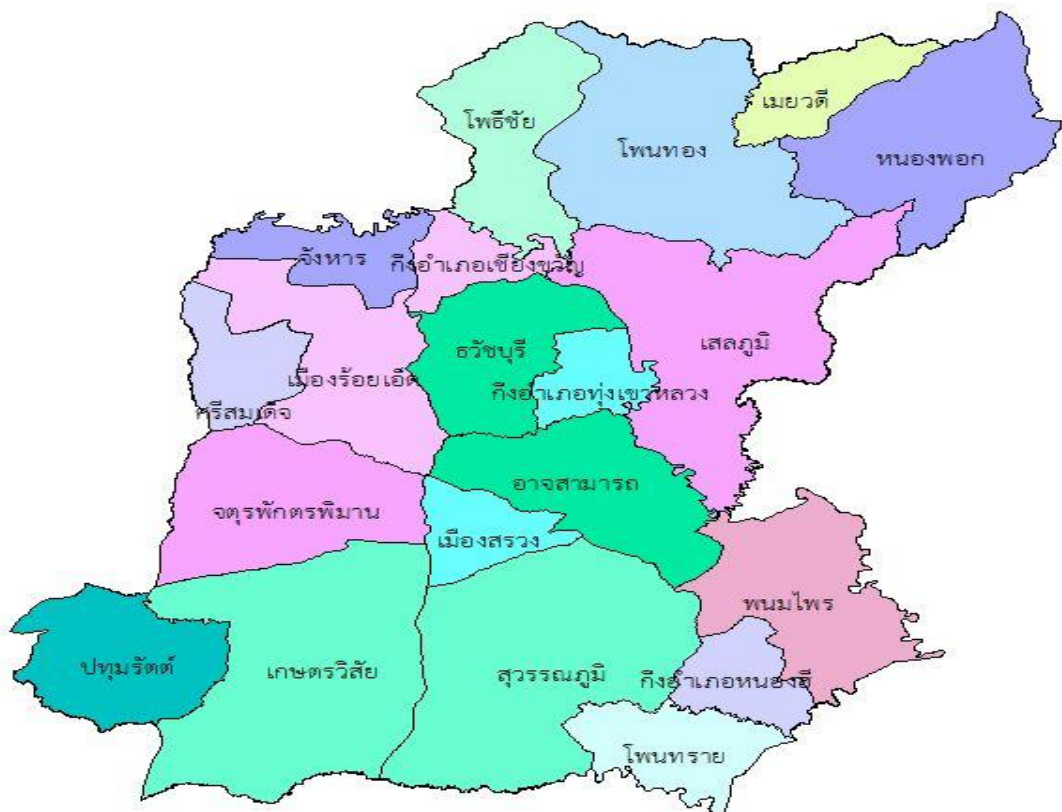 เมยวดี
โพธิ์ชัย
โพนทอง
หนองพอก
จังหาร
กิ่งอำเภอเชียงขวัญ
เสลภูมิ
ธวัชบุรี
เมืองร้อยเอ็ด
กิ่งอำเภอทุ่งเขาหลวง
ศรีสมเด็จ
อาจสามารถ
จตุรพักตรพิมาน
เมืองสรวง
พนมไพร
ปทุมรัตต์
เกษตรวิสัย
สุวรรณภูมิ
กิ่งอำเภอหนองฮี
โพนทราย